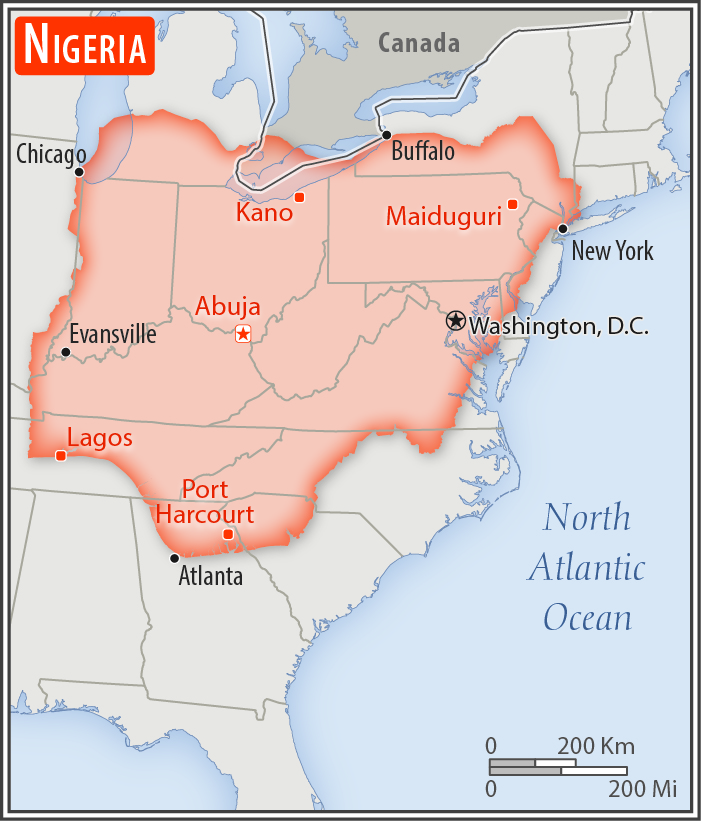 NIGERIA
Canada
Chicago
Buffalo
Kano
Maiduguri
New York
Abuja
Washington, D.C.
Evansville
Lagos
Port
Harcourt
North
Atlantic
Ocean
Atlanta
0 200 Km
0 200 Mi